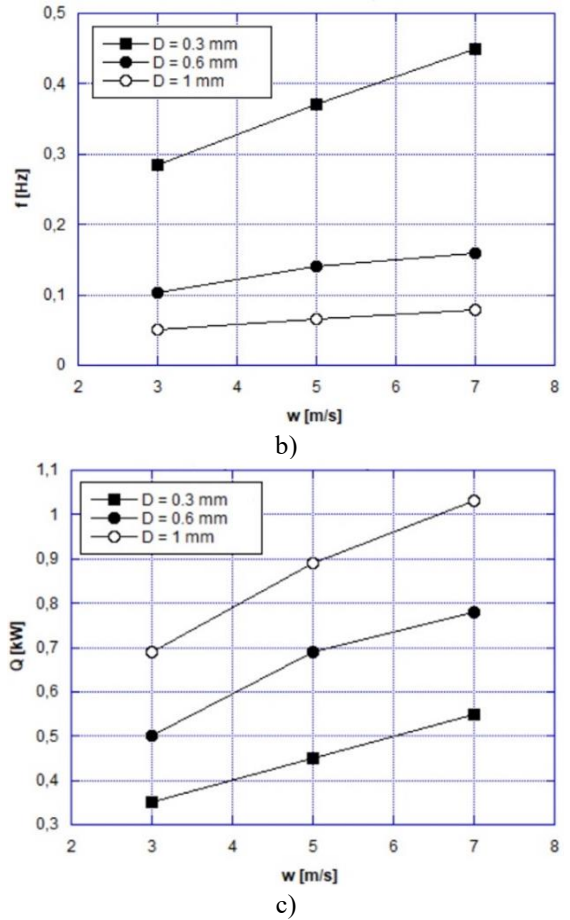 0,5
0,4
0,3
0,2
0,1
0
f [Hz]
D = 0.3 mm
D = 0.6 mm
D = 1 mm
2 3 4 5 6 7 8
w [m/s]
b)
1,1
1
0,9
0,8
0,7
0,6
0,5
0,4
0,3
Q [kW]
D = 0.3 mm
D = 0.6 mm
D = 1 mm
2 3 4 5 6 7 8
w [m/s]
c)